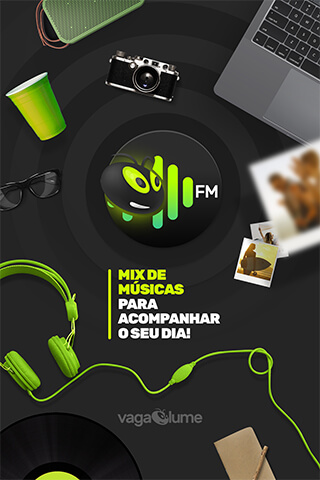 FM
MIX DE
MÚSICAS
PARA
ACOMPANHAR
O SEU DIA!
vagalume